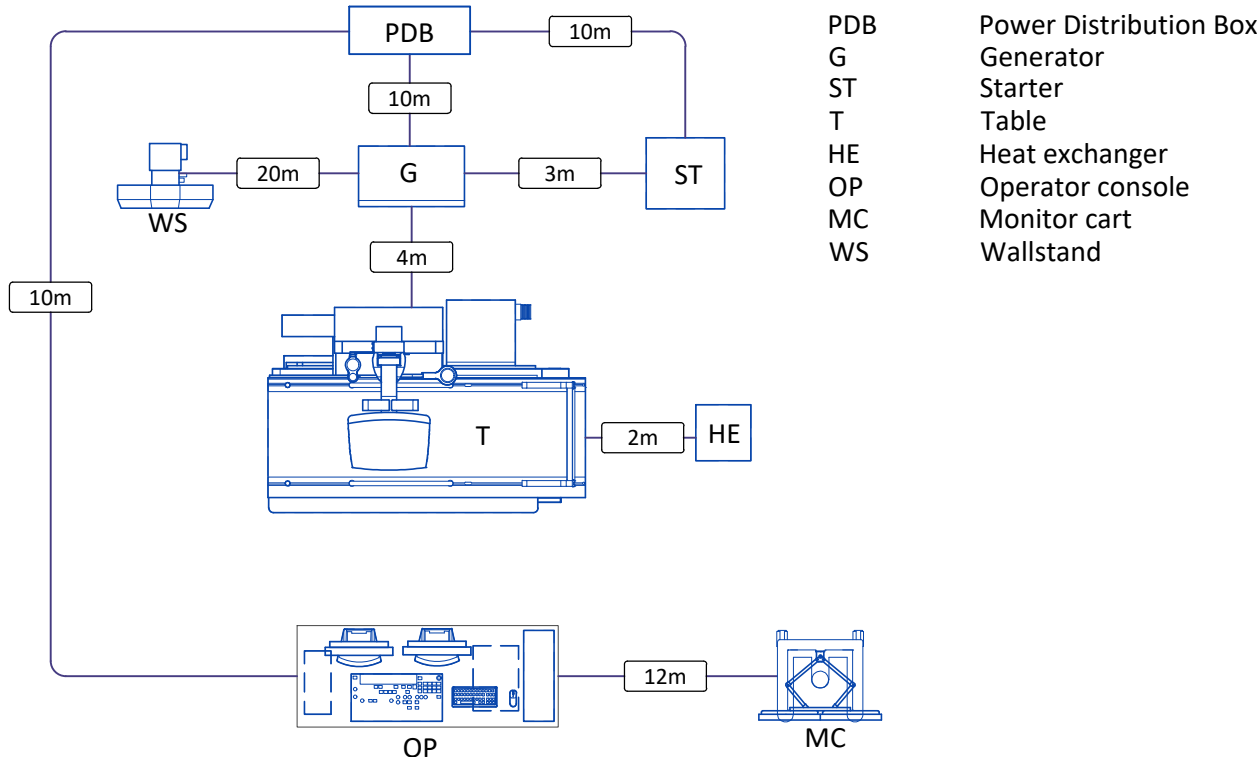 PDB
10m
PDB Power Distribution Box
G Generator
10m
ST Starter
T Table
20m
G
3m
ST
HE Heat exchanger
OP Operator console
WS
MC Monitor cart
WS Wallstand
4m
10m
T
2m
HE
12m
OP
MC